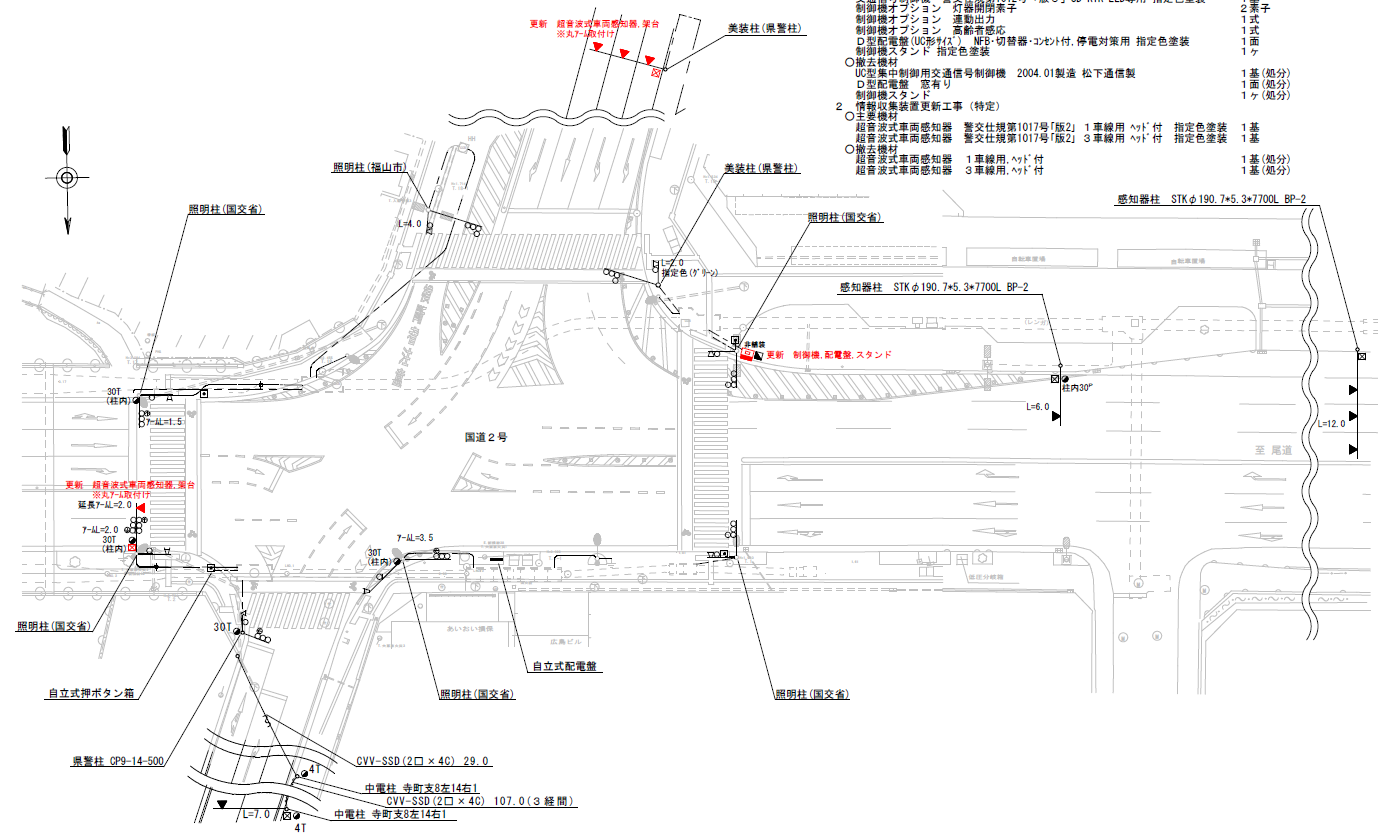 制御機オプション　灯器開閉素子　２素子
制御機オプション　連動出力　１式
制御機オプション　高齢者感応　１式
Ｄ型配電盤(UC形ｻｲｽﾞ)　NFB･切替器･ｺﾝｾﾝﾄ付,停電対策用 指定色塗装　１面
制御機スタンド 指定色塗装　１ヶ
○撤去機材
UC型集中制御用交通信号制御機　2004.01製造 松下通信製　１基(処分)
Ｄ型配電盤　窓有り　１面(処分)
制御機スタンド　１ヶ(処分)
２　情報収集装置更新工事（特定）
○主要機材
超音波式車両感知器　警交仕規第1017号｢版2｣ １車線用 ﾍｯﾄﾞ付　指定色塗装　１基
超音波式車両感知器　警交仕規第1017号｢版2｣ ３車線用 ﾍｯﾄﾞ付　指定色塗装　１基
○撤去機材
超音波式車両感知器　１車線用,ﾍｯﾄﾞ付　１基(処分)
超音波式車両感知器　３車線用,ﾍｯﾄﾞ付　１基(処分)
更新　超音波式車両感知器,架台
※丸ｱｰﾑ取付け
美装柱(県警柱)
照明柱(福山市)
美装柱(県警柱)
照明柱(国交省)
照明柱(国交省)
感知器柱　STKφ190.7*5.3*7700L BP-2
L=4.0
L=2.0
指定色(ｸﾞﾘｰﾝ)
自転車置場
自転車置場
感知器柱　STKφ190.7*5.3*7700L BP-2
非舗装
更新　制御機,配電盤,スタンド
30T
(柱内)
柱内30P
L=6.0
ｱｰﾑL=1.5
L=12.0
国道２号
至 尾道
更新　超音波式車両感知器,架台
※丸ｱｰﾑ取付け
延長ｱｰﾑL=2.0
ｱｰﾑL=2.0
30T
(柱内)
ｱｰﾑL=3.5
30T
(柱内)
照明柱(国交省)
30T
あいおい損保
広島ビル
自立式配電盤
自立式押ボタン箱
照明柱(国交省)
照明柱(国交省)
県警柱 CP9-14-500
CVV-SSD(2□×4C) 29.0
4T
中電柱 寺町支8左14右1
CVV-SSD(2□×4C) 107.0(３経間)
L=7.0
中電柱 寺町支8左14右1
4T